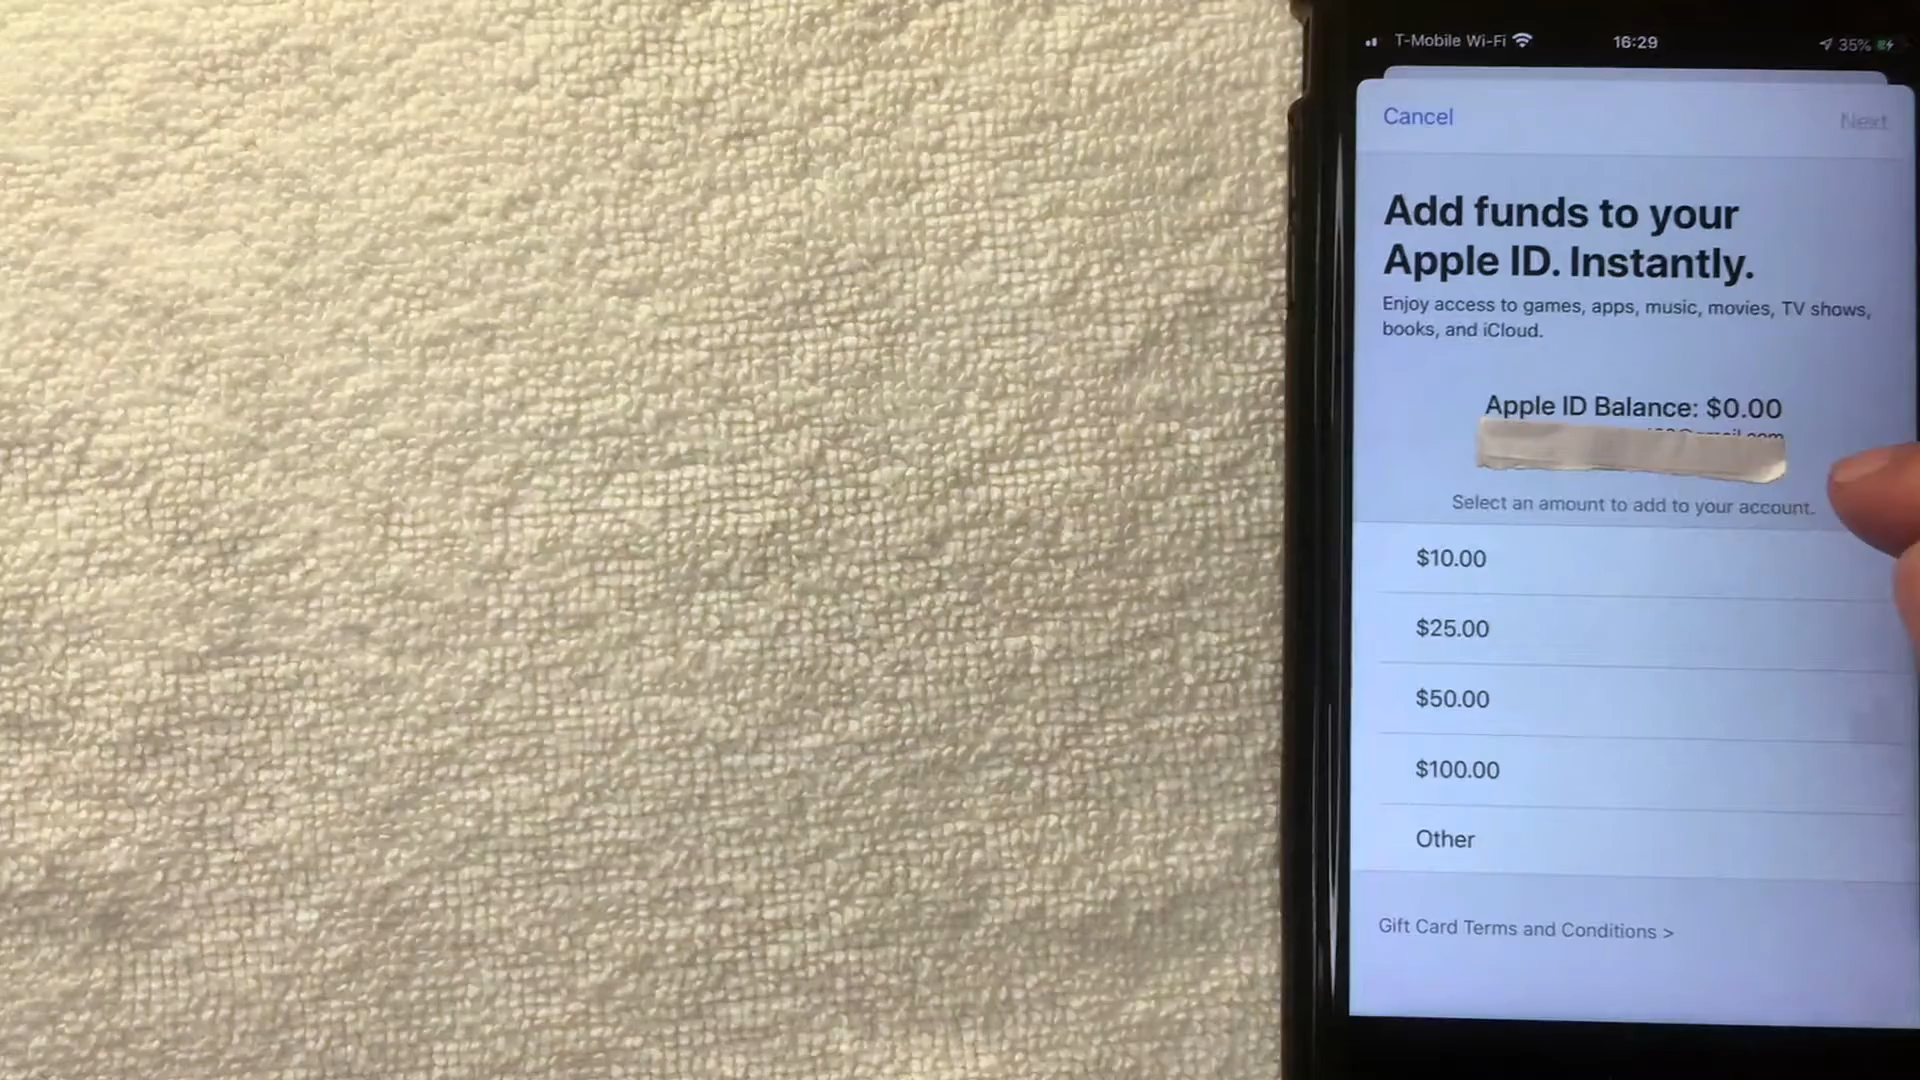 T-Mobile Wi-Fi 16:29 35%
Cancel Next
Add funds to your
Apple ID. Instantly.
Enjoy access to games, apps, music, movies, TV shows,
books, and iCloud.
Apple ID Balance: $0.00
Select an amount to add to your account.
$10.00
$25.00
$50.00
$100.00
Other
Gift Card Terms and Conditions >